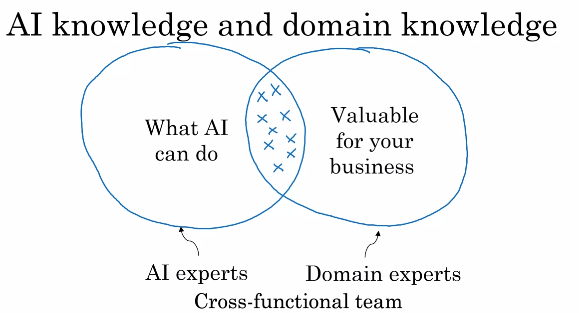 AI knowledge and domain knowledge
What AI
can do
Valuable
for your
business
AI experts
Domain experts
Cross-functional team